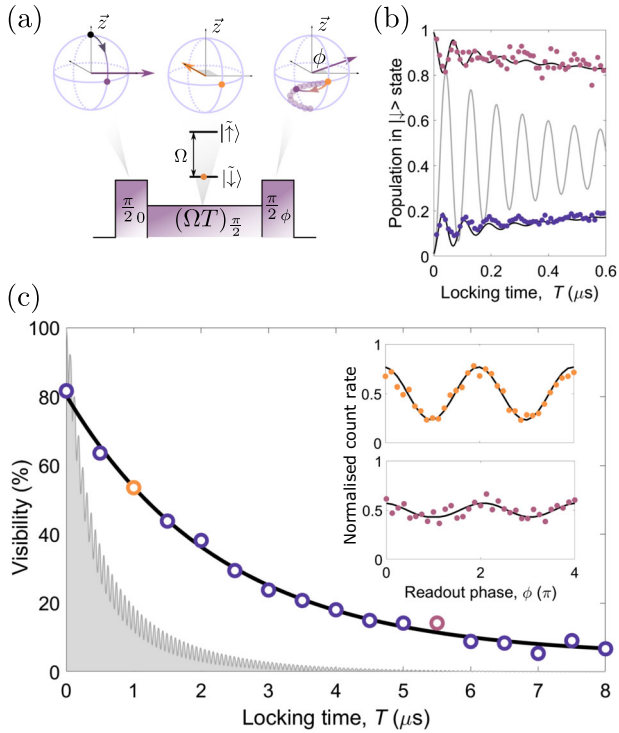 (a)
z⃗
z⃗
z⃗
ϕ
Ω
|↑̃⟩
|↓̃⟩
π/2 0
(ΩT)π/2
π/2 ϕ
(b)
Population in |↓> state
1
0.8
0.6
0.4
0.2
0
0
0.2
0.4
0.6
Locking time, T (μs)
(c)
Visibility (%)
100
80
60
40
20
0
0
1
2
3
4
5
6
7
8
Locking time, T (μs)
Normalised count rate
1
0.5
0
1
0.5
0
0
2
4
Readout phase, ϕ (π)